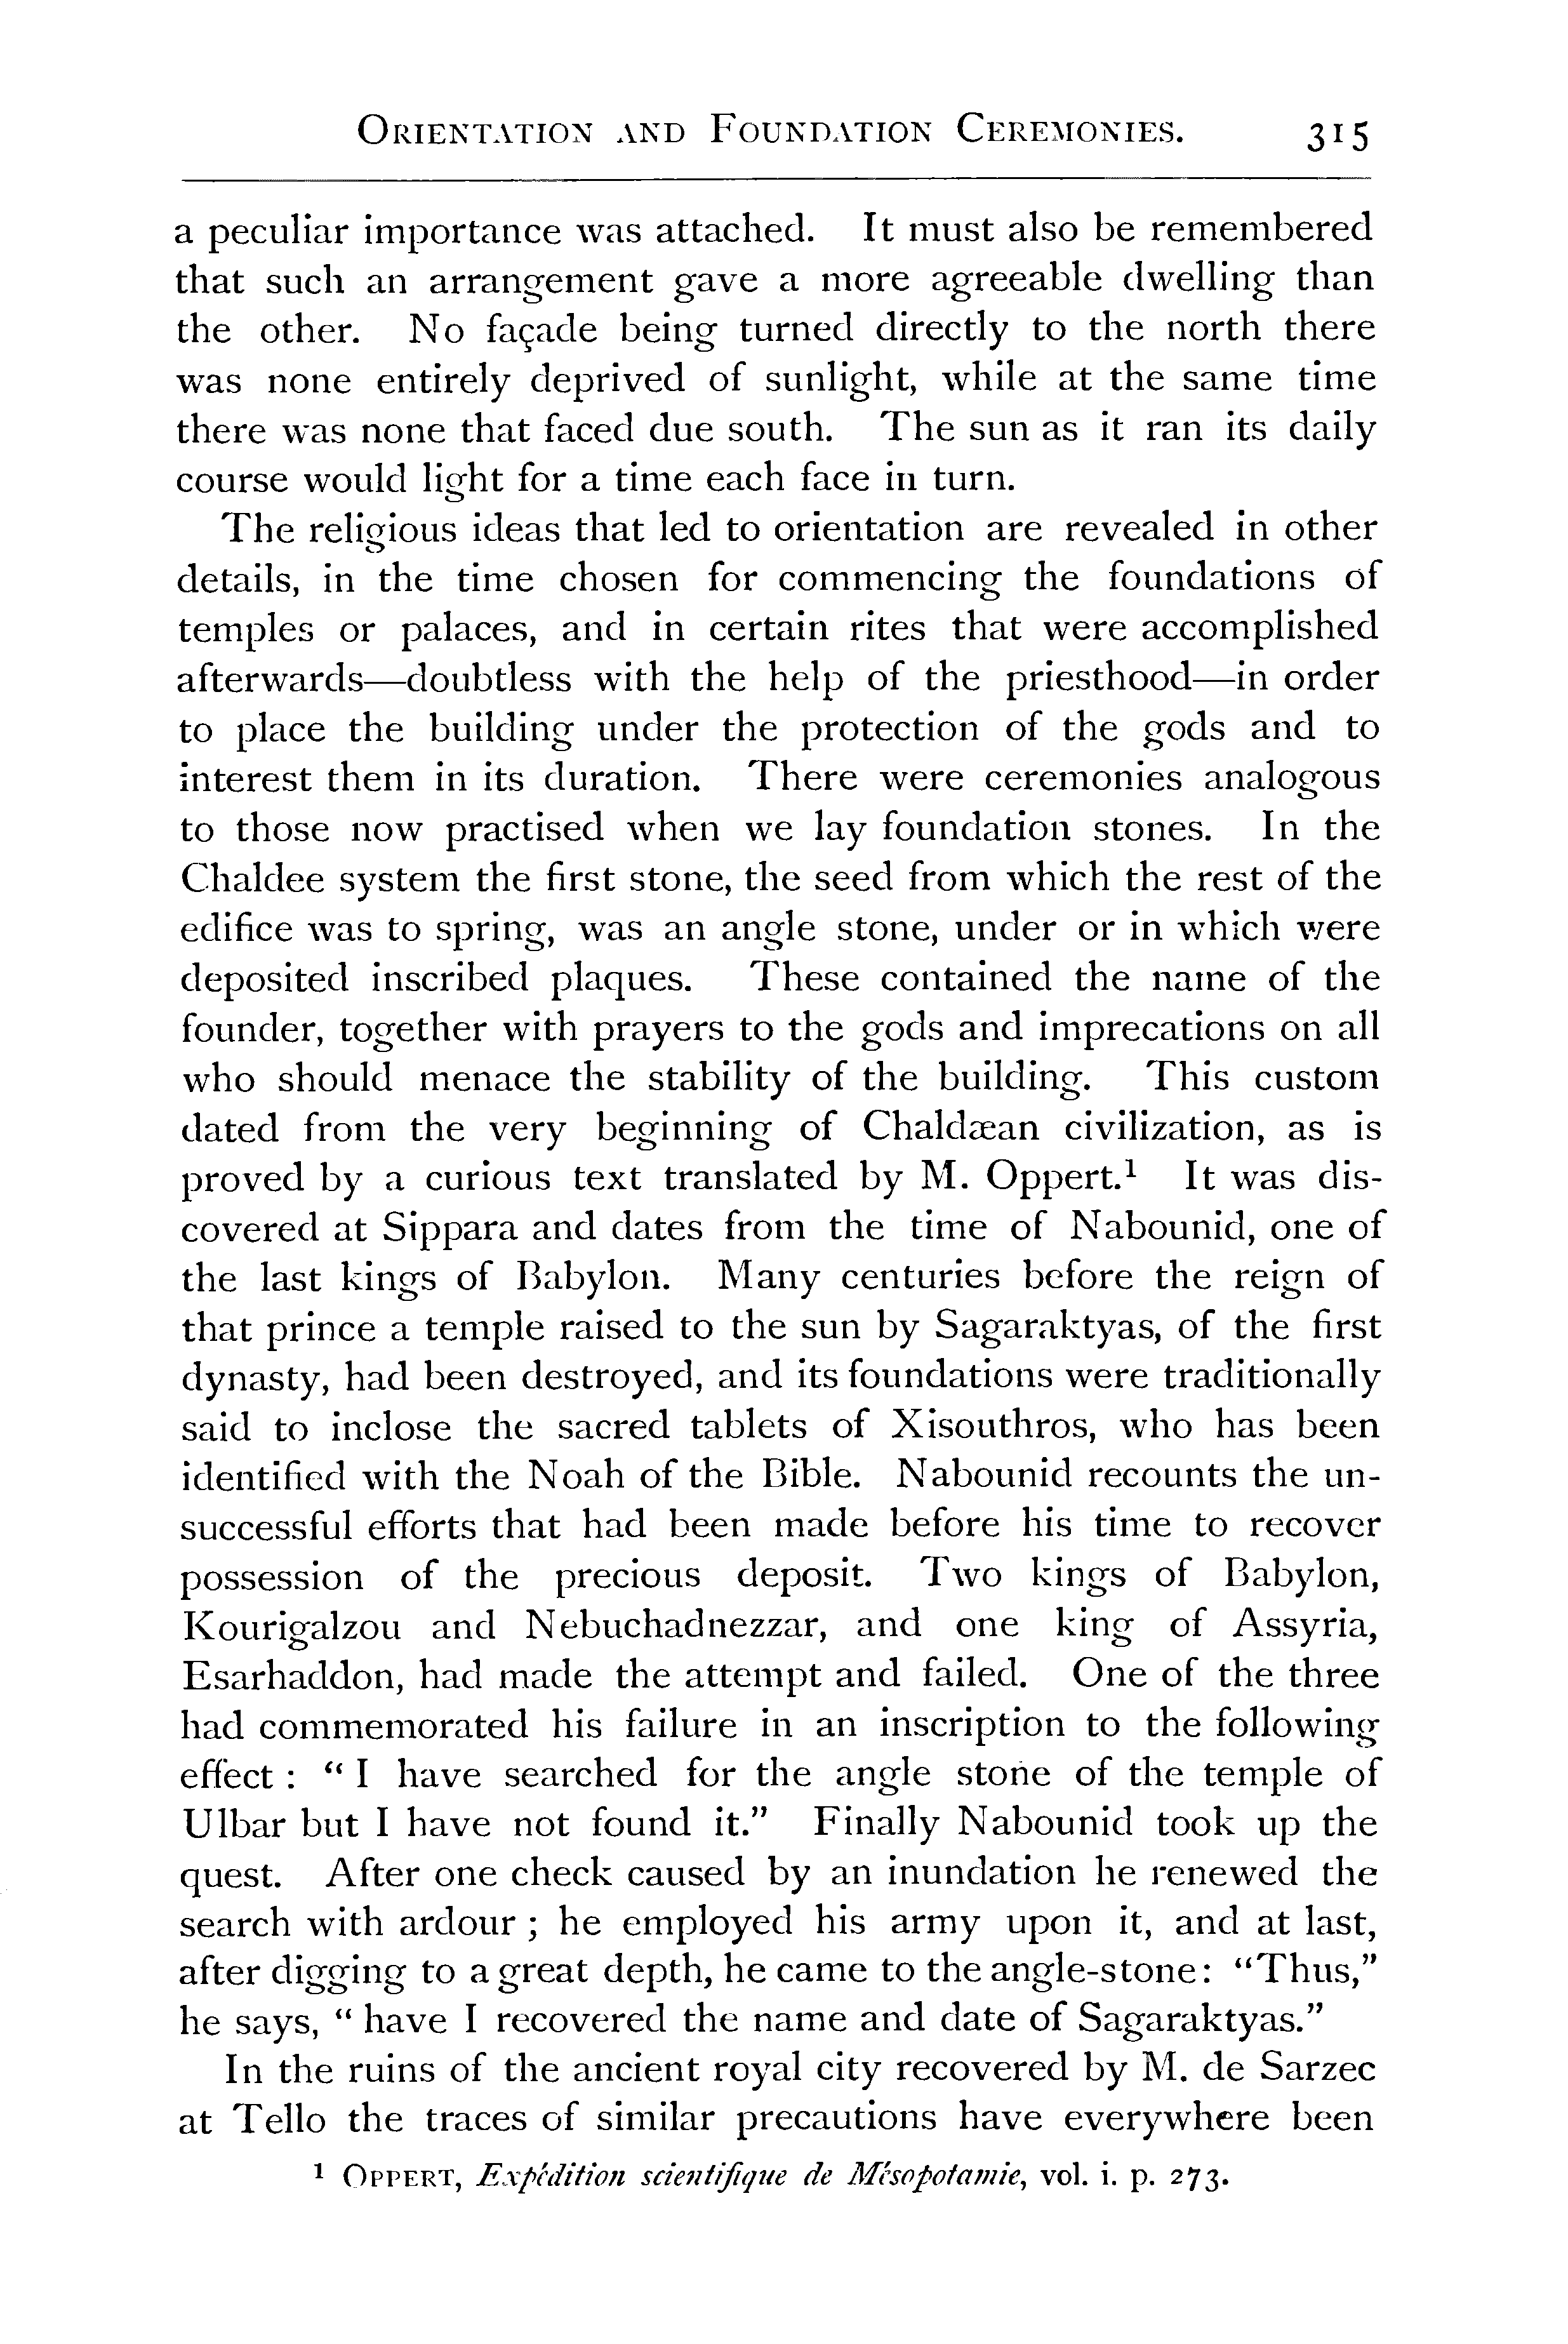 ORIENTATION AND FOUNDATION CEREMONIES. 315
a peculiar importance was attached. It must also be remembered
that such an arrangement gave a more agreeable dwelling than
the other. No façade being turned directly to the north there
was none entirely deprived of sunlight, while at the same time
there was none that faced due south. The sun as it ran its daily
course would light for a time each face in turn.
The religious ideas that led to orientation are revealed in other
details, in the time chosen for commencing the foundations of
temples or palaces, and in certain rites that were accomplished
afterwards—doubtless with the help of the priesthood—in order
to place the building under the protection of the gods and to
interest them in its duration. There were ceremonies analogous
to those now practised when we lay foundation stones. In the
Chaldee system the first stone, the seed from which the rest of the
edifice was to spring, was an angle stone, under or in which were
deposited inscribed plaques. These contained the name of the
founder, together with prayers to the gods and imprecations on all
who should menace the stability of the building. This custom
dated from the very beginning of Chaldæan civilization, as is
proved by a curious text translated by M. Oppert.¹ It was dis-
covered at Sippara and dates from the time of Nabounid, one of
the last kings of Babylon. Many centuries before the reign of
that prince a temple raised to the sun by Sagaraktyas, of the first
dynasty, had been destroyed, and its foundations were traditionally
said to inclose the sacred tablets of Xisouthros, who has been
identified with the Noah of the Bible. Nabounid recounts the un-
successful efforts that had been made before his time to recover
possession of the precious deposit. Two kings of Babylon,
Kourigalzou and Nebuchadnezzar, and one king of Assyria,
Esarhaddon, had made the attempt and failed. One of the three
had commemorated his failure in an inscription to the following
effect : “ I have searched for the angle stone of the temple of
Ulbar but I have not found it.” Finally Nabounid took up the
quest. After one check caused by an inundation he renewed the
search with ardour ; he employed his army upon it, and at last,
after digging to a great depth, he came to the angle-stone: “Thus,”
he says, “ have I recovered the name and date of Sagaraktyas.”
In the ruins of the ancient royal city recovered by M. de Sarzec
at Tello the traces of similar precautions have everywhere been
¹ OPPERT, Expédition scientifique de Mésopotamie, vol. i. p. 273.